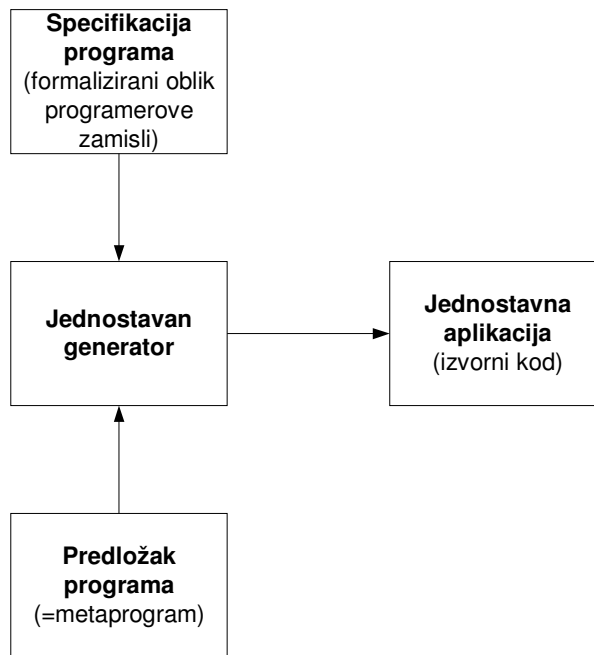 Specifikacija
programa
(formalizirani oblik
programerove
zamisli)
Jednostavan
generator
Jednostavna
aplikacija
(izvorni kod)
Predložak
programa
(=metaprogram)